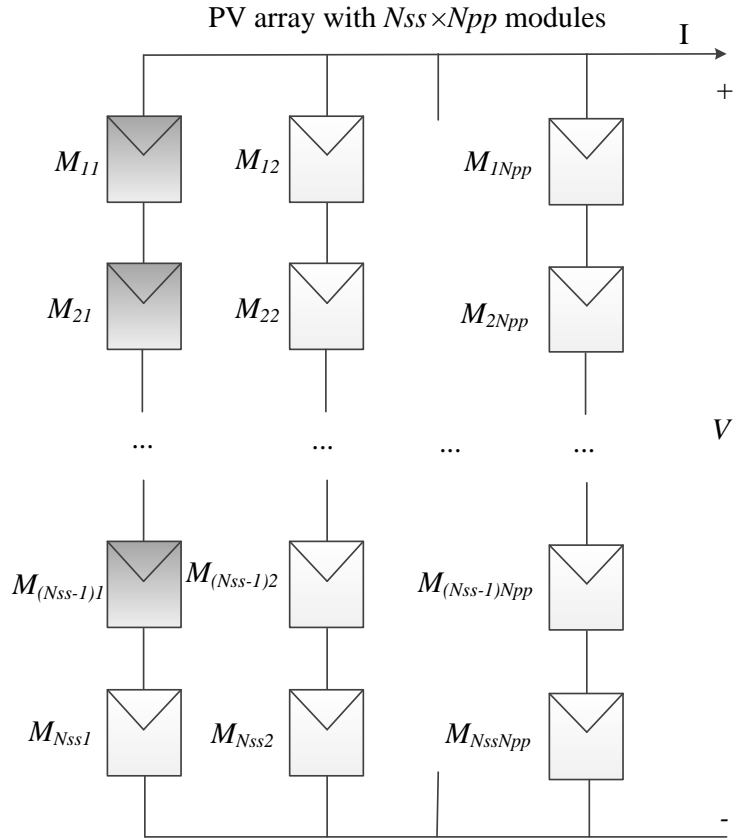 PV array with Nss×Npp modules
I
+
M11 M12 M1Npp
M21 M22 M2Npp
V
... ... ... ...
M(Nss-1)1 M(Nss-1)2 M(Nss-1)Npp
MNss1 MNss2 MNssNpp
-